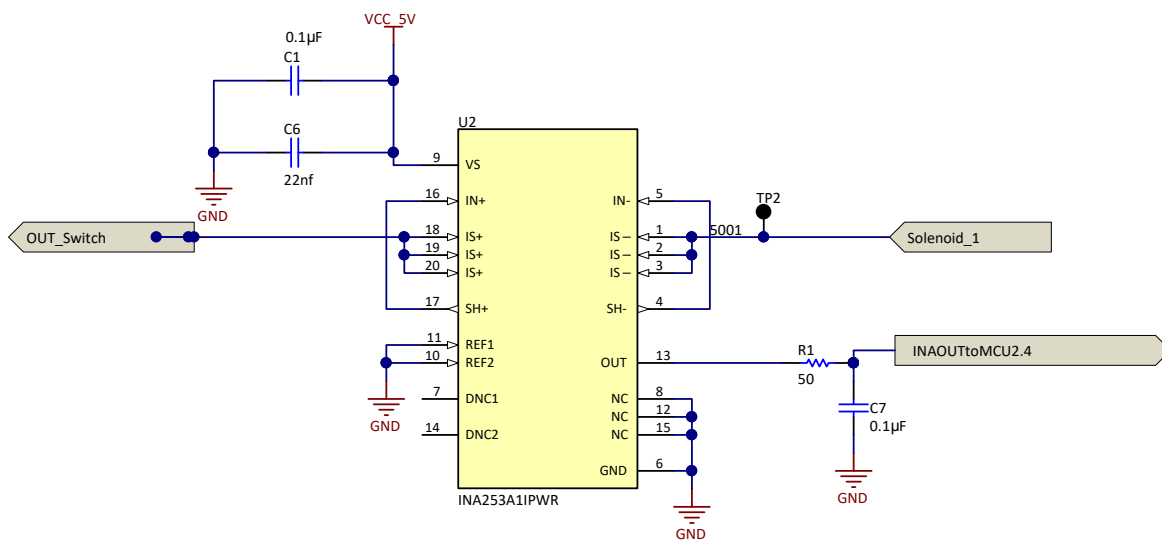 VCC_5V
0.1µF
C1
C6
22nf
GND
U2
9
VS
16
IN+
18
IS+
19
IS+
20
IS+
17
SH+
11
REF1
10
REF2
7
DNC1
14
DNC2
GND
IN-
5
IS−
1
IS−
2
IS−
3
SH-
4
OUT
13
NC
8
NC
12
NC
15
GND
6
INA253A1IPWR
GND
OUT_Switch
5001
TP2
Solenoid_1
R1
50
INAOUTtoMCU2.4
C7
0.1µF
GND